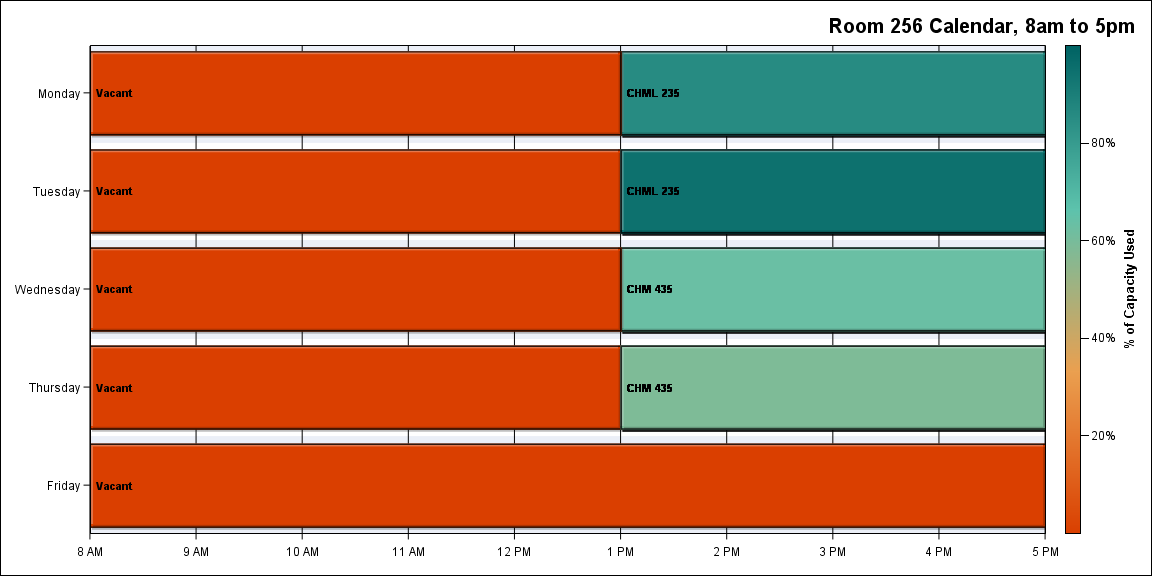 Room 256 Calendar, 8am to 5pm
Monday
Vacant
CHML 235
Tuesday
Vacant
CHML 235
Wednesday
Vacant
CHM 435
Thursday
Vacant
CHM 435
Friday
Vacant
8 AM 9 AM 10 AM 11 AM 12 PM 1 PM 2 PM 3 PM 4 PM 5 PM
80%
60%
40%
20%
% of Capacity Used